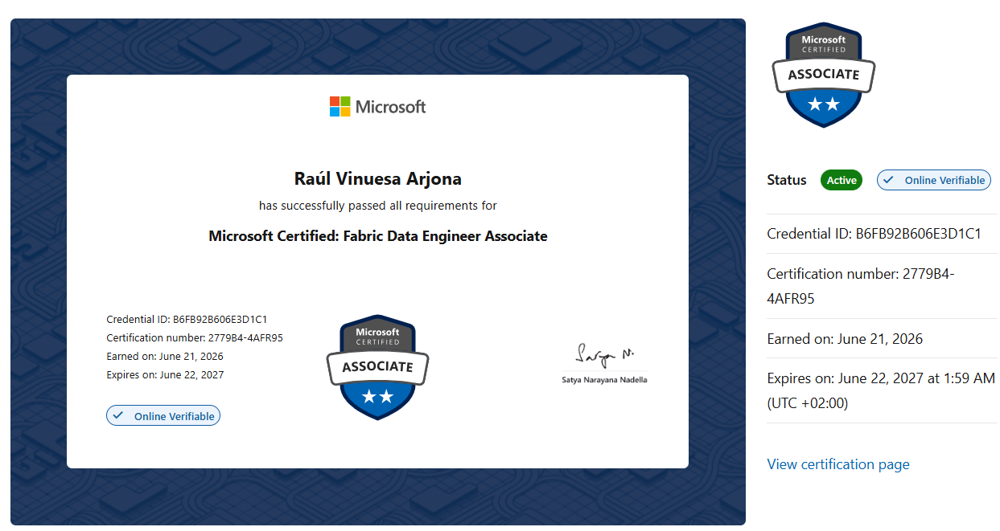 Microsoft
Raúl Vinuesa Arjona
has successfully passed all requirements for
Microsoft Certified: Fabric Data Engineer Associate
Credential ID: B6FB92B606E3D1C1
Certification number: 2779B4-4AFR95
Earned on: June 21, 2026
Expires on: June 22, 2027
Online Verifiable
Microsoft
CERTIFIED
ASSOCIATE
Satya N.
Satya Narayana Nadella
Microsoft
CERTIFIED
ASSOCIATE
Status Active Online Verifiable
Credential ID: B6FB92B606E3D1C1
Certification number: 2779B4-
4AFR95
Earned on: June 21, 2026
Expires on: June 22, 2027 at 1:59 AM
(UTC +02:00)
View certification page